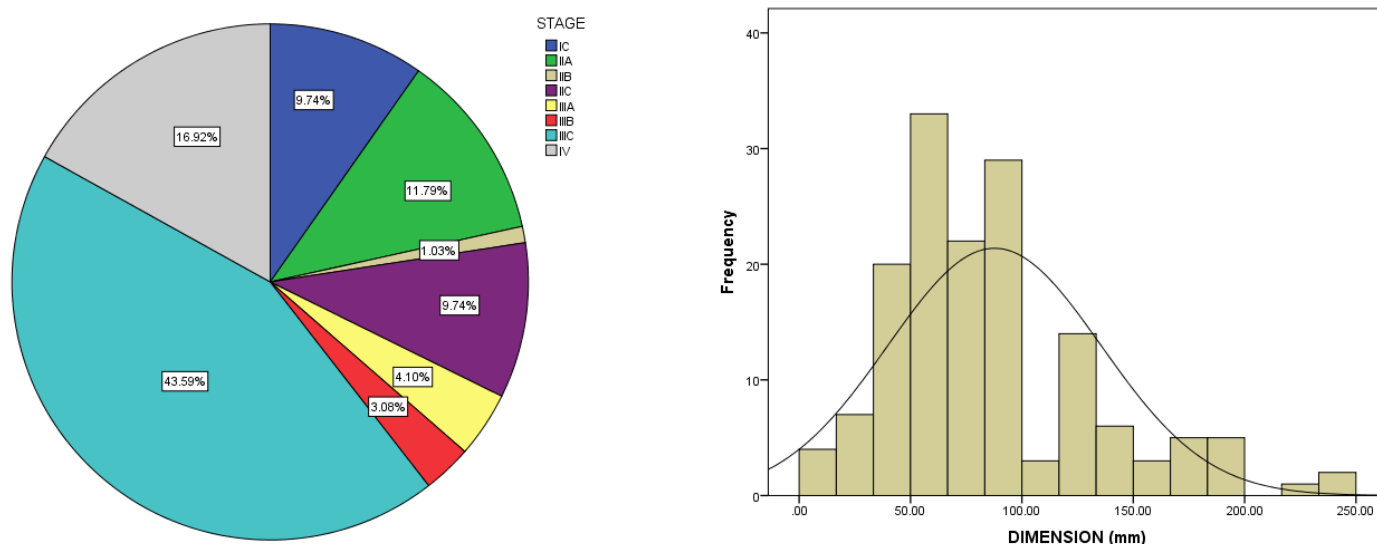 STAGE
IC
IIA
IIB
IIC
IIIA
IIIB
IIIC
IV
9.74%
16.92%
11.79%
1.03%
9.74%
4.10%
43.59%
3.08%
Frequency
40
30
20
10
0
.00 50.00 100.00 150.00 200.00 250.00
DIMENSION (mm)